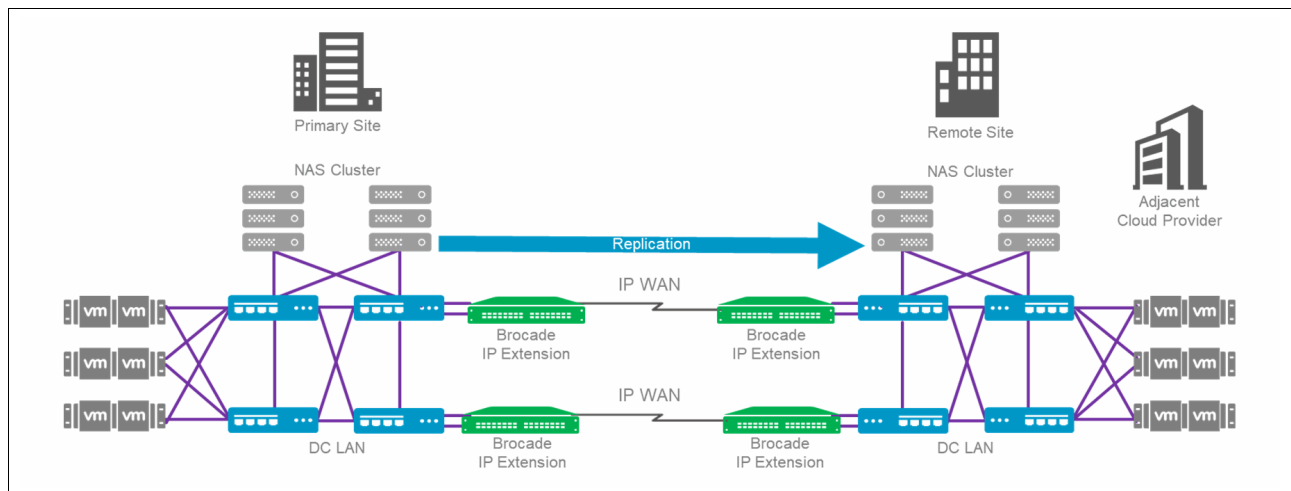 Primary Site
Remote Site
NAS Cluster
NAS Cluster
Adjacent
Cloud Provider
Replication
IP WAN
vm vm
vm vm
Brocade
IP Extension
Brocade
IP Extension
vm vm
vm vm
IP WAN
vm vm
vm vm
DC LAN
Brocade
IP Extension
Brocade
IP Extension
DC LAN